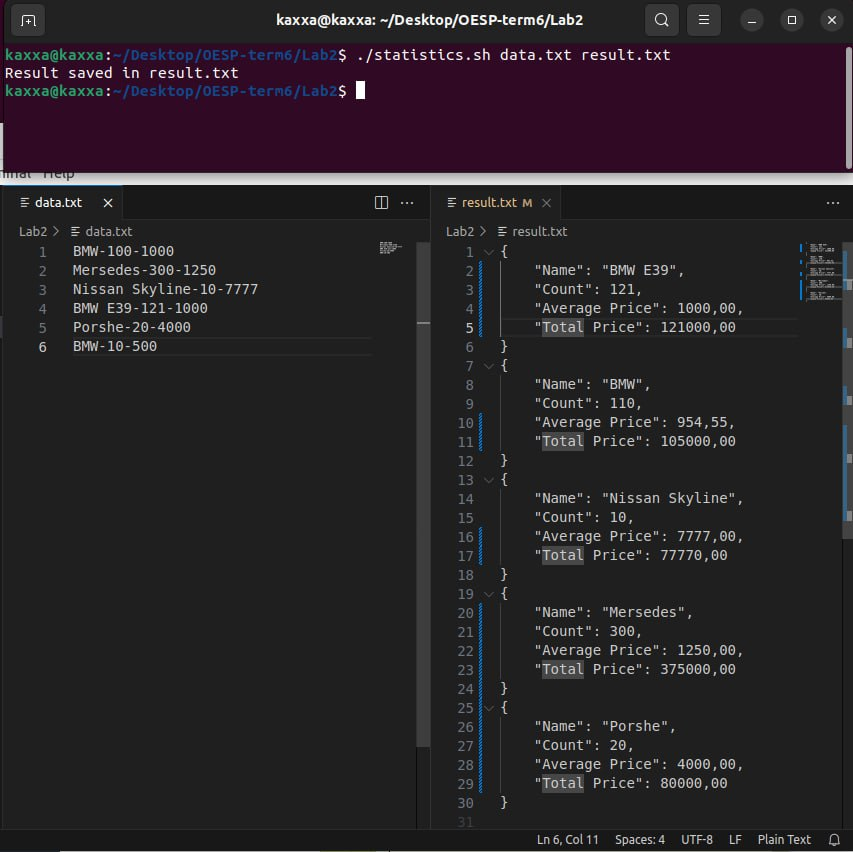 kaxxa@kaxxa: ~/Desktop/OESP-term6/Lab2
kaxxa@kaxxa:~/Desktop/OESP-term6/Lab2$ ./statistics.sh data.txt result.txt
Result saved in result.txt
kaxxa@kaxxa:~/Desktop/OESP-term6/Lab2$
Help
data.txt
Lab2 > data.txt
1 BMW-100-1000
2 Mersedes-300-1250
3 Nissan Skyline-10-7777
4 BMW E39-121-1000
5 Porshe-20-4000
6 BMW-10-500
result.txt M
Lab2 > result.txt
1 {
2 "Name": "BMW E39",
3 "Count": 121,
4 "Average Price": 1000,00,
5 "Total Price": 121000,00
6 }
7 {
8 "Name": "BMW",
9 "Count": 110,
10 "Average Price": 954,55,
11 "Total Price": 105000,00
12 }
13 {
14 "Name": "Nissan Skyline",
15 "Count": 10,
16 "Average Price": 7777,00,
17 "Total Price": 77770,00
18 }
19 {
20 "Name": "Mersedes",
21 "Count": 300,
22 "Average Price": 1250,00,
23 "Total Price": 375000,00
24 }
25 {
26 "Name": "Porshe",
27 "Count": 20,
28 "Average Price": 4000,00,
29 "Total Price": 80000,00
30 }
31
Ln 6, Col 11 Spaces: 4 UTF-8 LF Plain Text